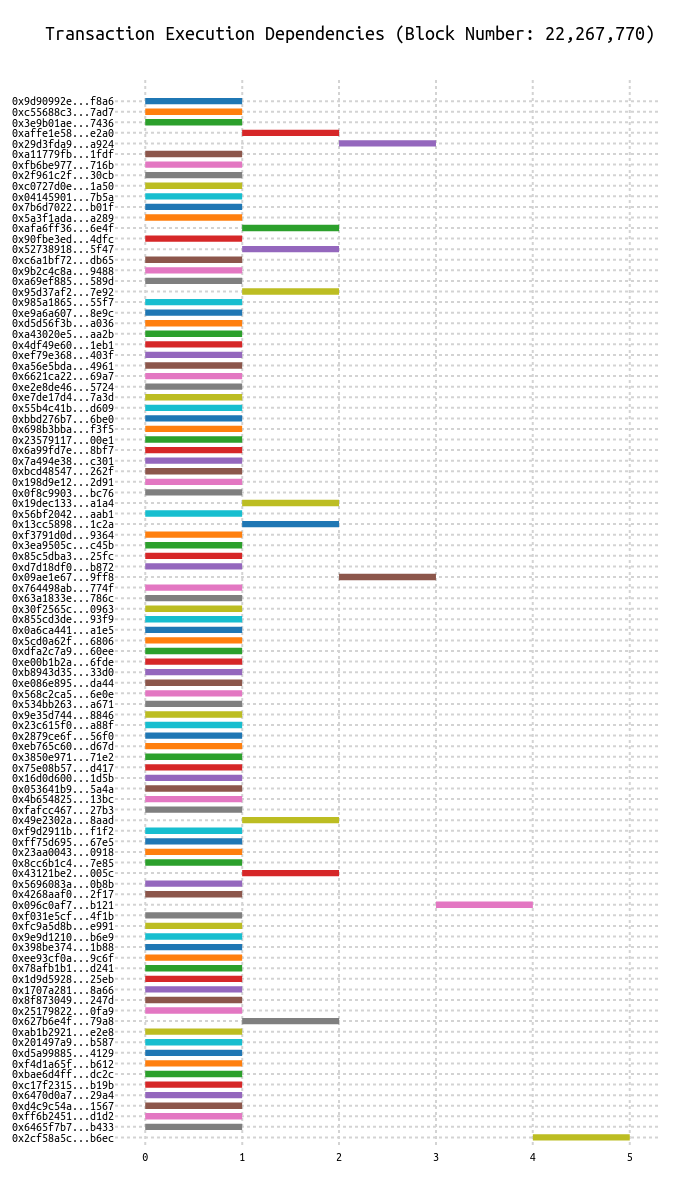 Transaction Execution Dependencies (Block Number: 22,267,770)
0x9d90992e...f8a6
0xc55688c3...7ad7
0x3e9b01ae...7436
0xaffe1e58...e2a0
0x29d3fda9...a924
0xa11779fb...1fdf
0xfb6be977...716b
0x2f961c2f...30cb
0xc0727d0e...1a50
0x04145901...7b5a
0x7b6d7022...b01f
0x5a3f1ada...a289
0xafa6ff36...6e4f
0x90fbe3ed...4dfc
0x52738918...5f47
0xc6a1bf72...db65
0x9b2c4c8a...9488
0xa69ef885...589d
0x95d37af2...7e92
0x985a1865...55f7
0xe9a6a607...8e9c
0xd5d56f3b...a036
0xa43020e5...aa2b
0x4df49e60...1eb1
0xef79e368...403f
0xa56e5bda...4961
0x6621ca22...69a7
0xe2e8de46...5724
0xe7de17d4...7a3d
0x55b4c41b...d609
0xbbd276b7...6be0
0x698b3bba...f3f5
0x23579117...00e1
0x6a99fd7e...8bf7
0x7a494e38...c301
0xbcd48547...262f
0x198d9e12...2d91
0x0f8c9903...bc76
0x19dec133...a1a4
0x56bf2042...aab1
0x13cc5898...1c2a
0xf3791d0d...9364
0x3ea9505c...c45b
0x85c5dba3...25fc
0xd7d18df0...b872
0x09ae1e67...9ff8
0x764498ab...774f
0x63a1833e...786c
0x30f2565c...0963
0x855cd3de...93f9
0x0a6ca441...a1e5
0x5cd0a62f...6806
0xdfa2c7a9...60ee
0xe00b1b2a...6fde
0xb8943d35...33d0
0xe086e895...da44
0x568c2ca5...6e0e
0x534bb263...a671
0x9e35d744...8846
0x23c615f0...a88f
0x2879ce6f...56f0
0xeb765c60...d67d
0x3850e971...71e2
0x75e08b57...d417
0x16d0d600...1d5b
0x053641b9...5a4a
0x4b654825...13bc
0xfafcc467...27b3
0x49e2302a...8aad
0xf9d2911b...f1f2
0xff75d695...67e5
0x23aa0043...0918
0x8cc6b1c4...7e85
0x43121be2...005c
0x5696083a...0b8b
0x4268aaf0...2f17
0x096c0af7...b121
0xf031e5cf...4f1b
0xfc9a5d8b...e991
0x9e9d1210...b6e9
0x398be374...1b88
0xee93cf0a...9c6f
0x78afb1b1...d241
0x1d9d5928...25eb
0x1707a281...8a66
0x8f873049...247d
0x25179822...0fa9
0x627b6e4f...79a8
0xab1b2921...e2e8
0x201497a9...b587
0xd5a99885...4129
0xf4d1a65f...b612
0xbae6d4ff...dc2c
0xc17f2315...b19b
0x6470d0a7...29a4
0xd4c9c54a...1567
0xff6b2451...d1d2
0x6465f7b7...b433
0x2cf58a5c...b6ec
0 1 2 3 4 5